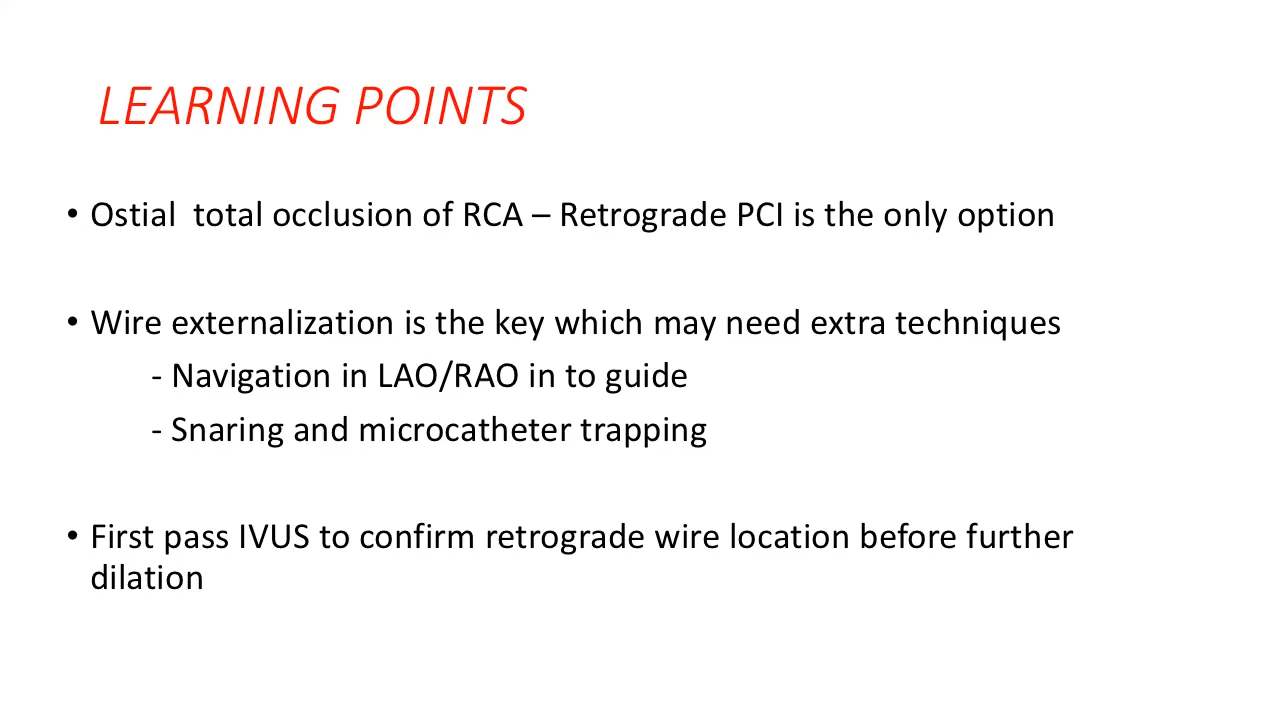 LEARNING POINTS
• Ostial  total occlusion of RCA – Retrograde PCI is the only option
• Wire externalization is the key which may need extra techniques
- Navigation in LAO/RAO in to guide
- Snaring and microcatheter trapping
• First pass IVUS to confirm retrograde wire location before further
dilation